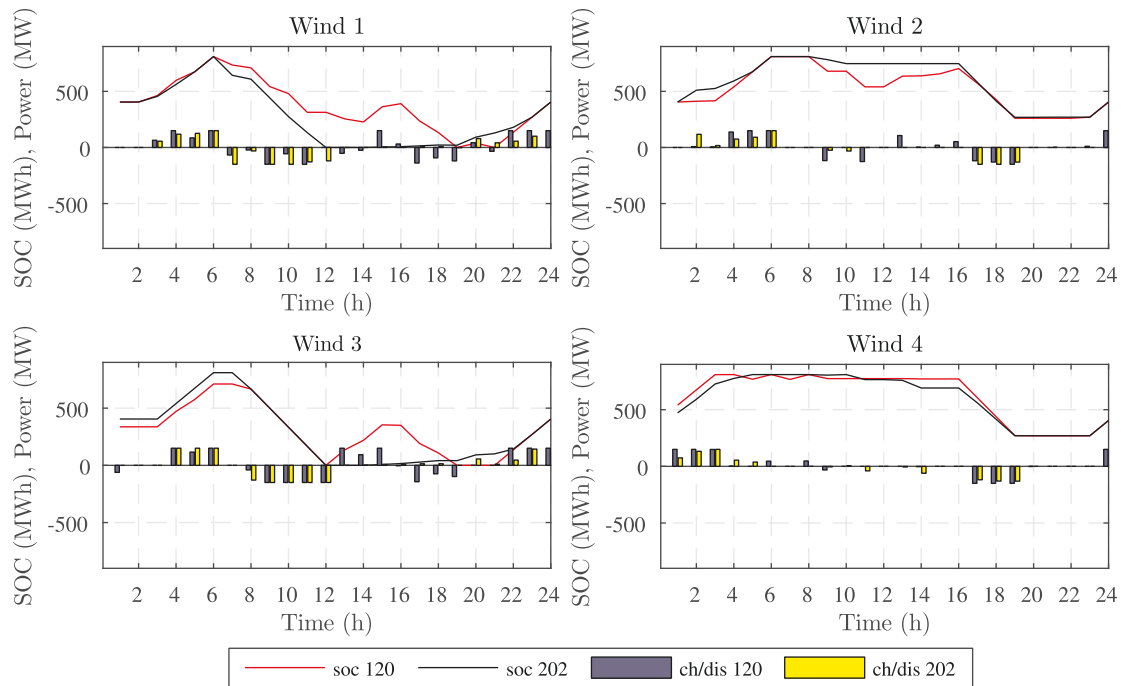 Wind 1
SOC (MWh), Power (MW)
500
0
-500
2 4 6 8 10 12 14 16 18 20 22 24
Time (h)
Wind 2
SOC (MWh), Power (MW)
500
0
-500
2 4 6 8 10 12 14 16 18 20 22 24
Time (h)
Wind 3
SOC (MWh), Power (MW)
500
0
-500
2 4 6 8 10 12 14 16 18 20 22 24
Time (h)
Wind 4
SOC (MWh), Power (MW)
500
0
-500
2 4 6 8 10 12 14 16 18 20 22 24
Time (h)
soc 120 soc 202 ch/dis 120 ch/dis 202